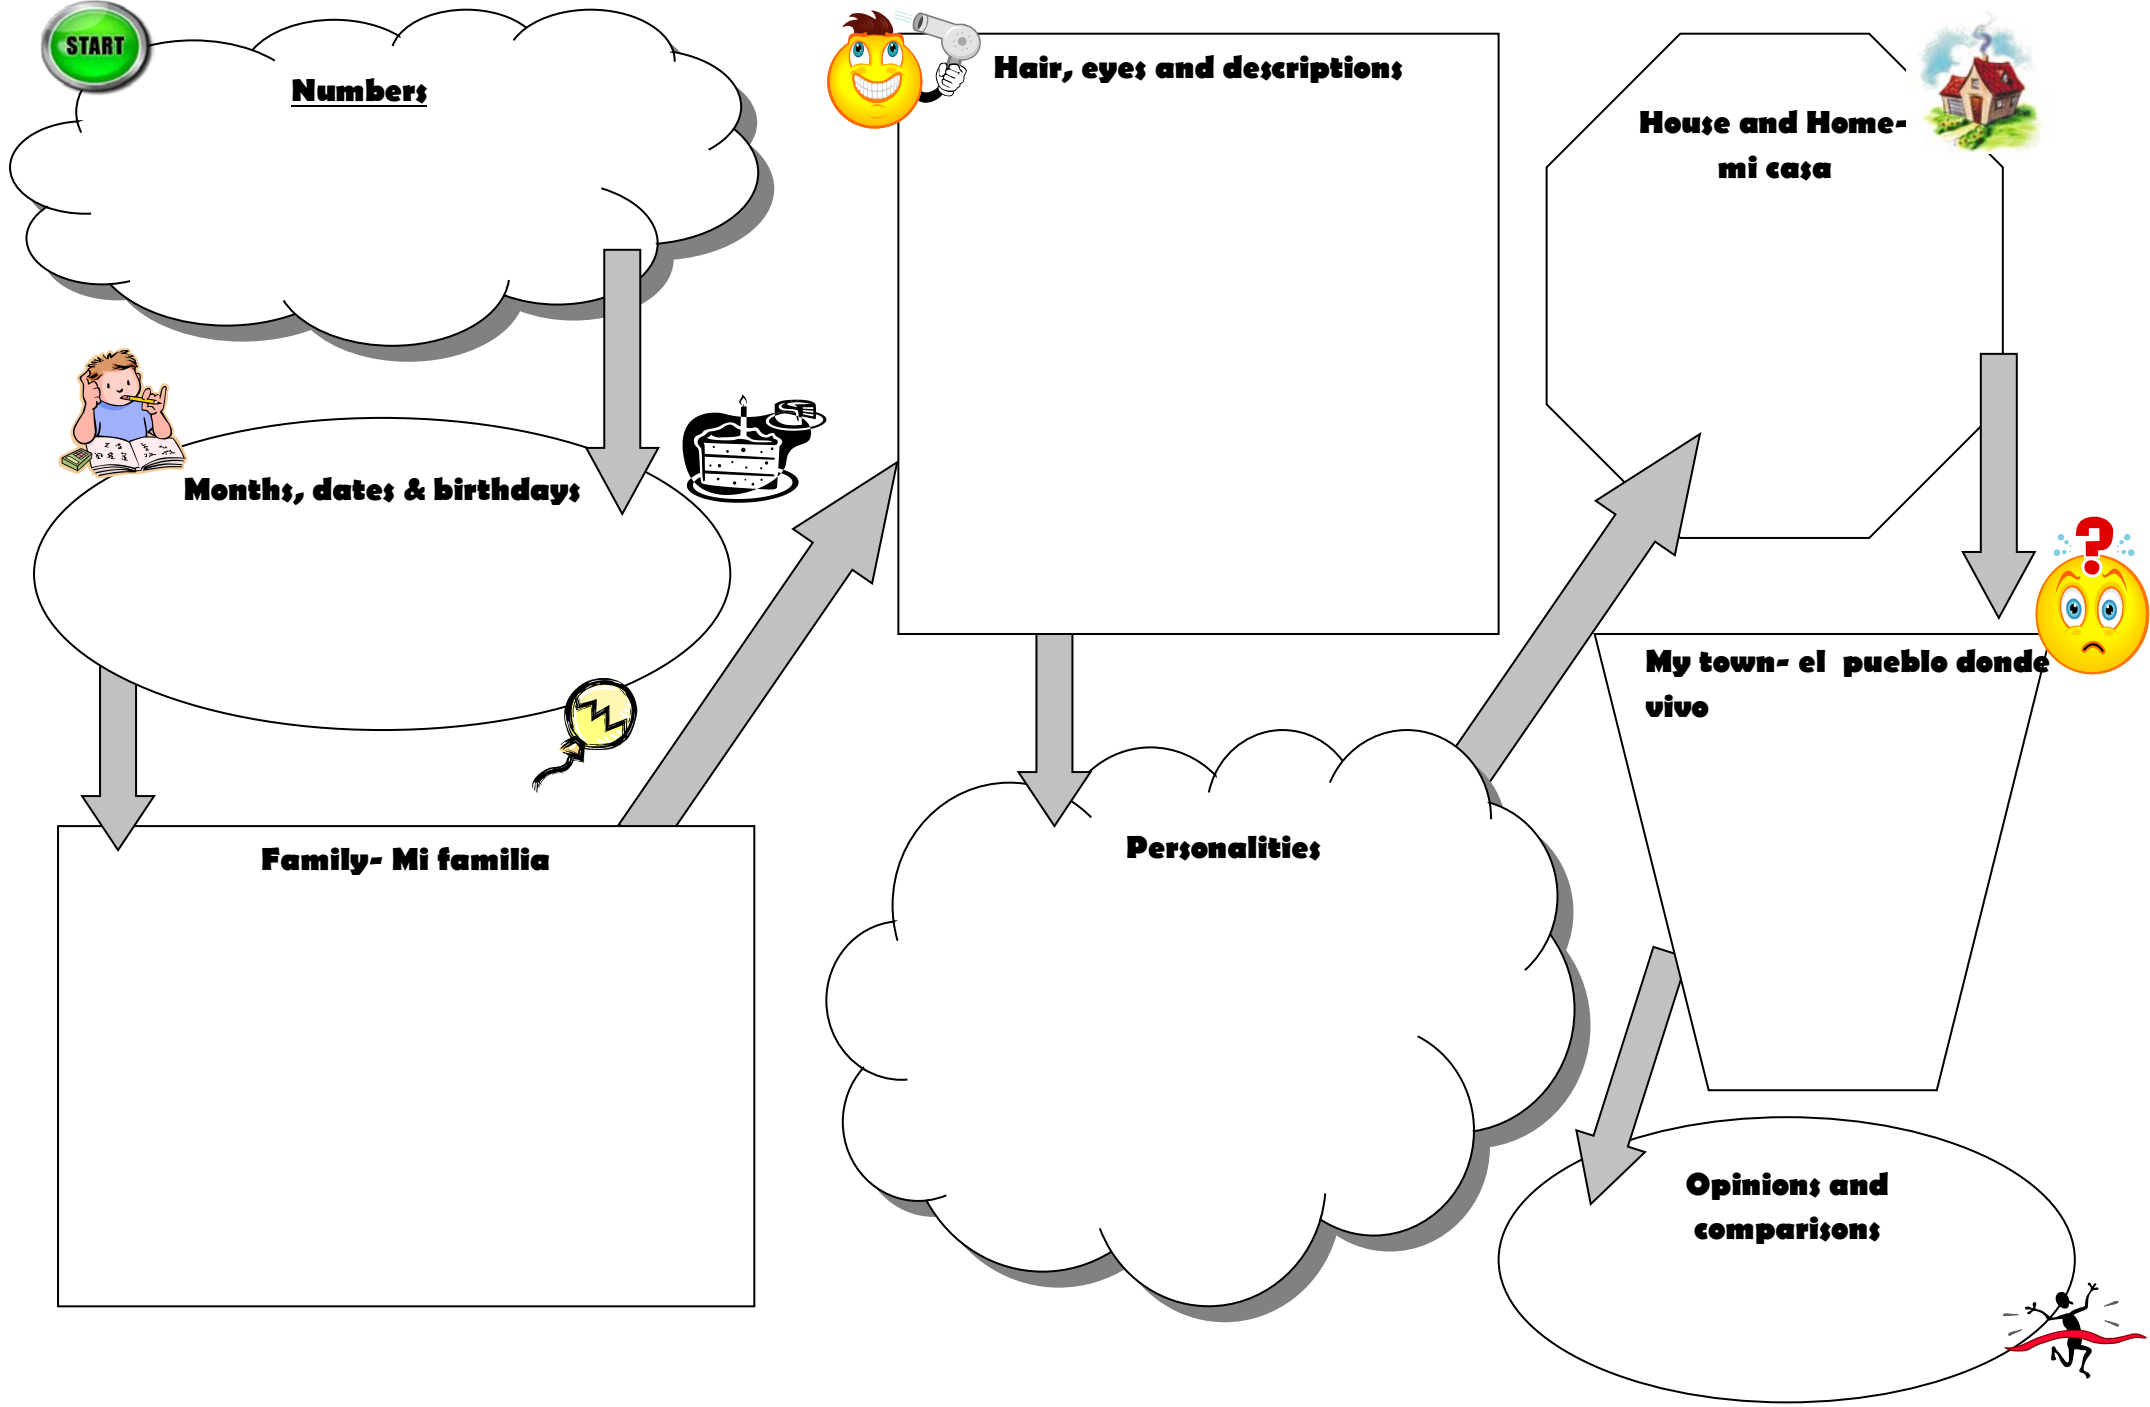 START
Numbers
Months, dates & birthdays
Family- Mi familia
Hair, eyes and descriptions
Personalities
House and Home-
mi casa
My town- el  pueblo donde
vivo
Opinions and
comparisons